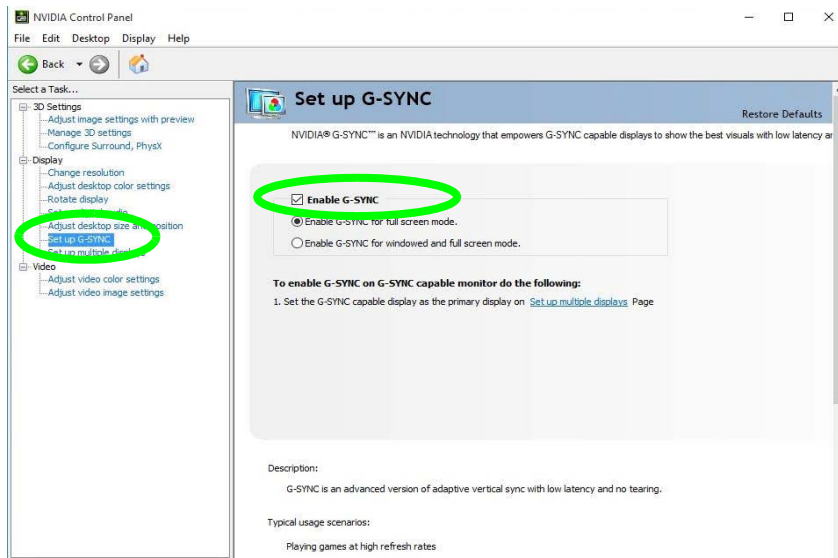 NVIDIA Control Panel
File Edit Desktop Display Help
Back
Select a Task...
3D Settings
Adjust image settings with preview
Manage 3D settings
Configure Surround, PhysX
Display
Change resolution
Adjust desktop color settings
Rotate display
Adjust desktop size and position
Set up G-SYNC
Set up multiple displays
Video
Adjust video color settings
Adjust video image settings
Set up G-SYNC
Restore Defaults
NVIDIA® G-SYNC™ is an NVIDIA technology that empowers G-SYNC capable displays to show the best visuals with low latency ar
Enable G-SYNC
Enable G-SYNC for full screen mode.
Enable G-SYNC for windowed and full screen mode.
To enable G-SYNC on G-SYNC capable monitor do the following:
1. Set the G-SYNC capable display as the primary display on Set up multiple displays Page
Description:
G-SYNC is an advanced version of adaptive vertical sync with low latency and no tearing.
Typical usage scenarios:
Playing games at high refresh rates